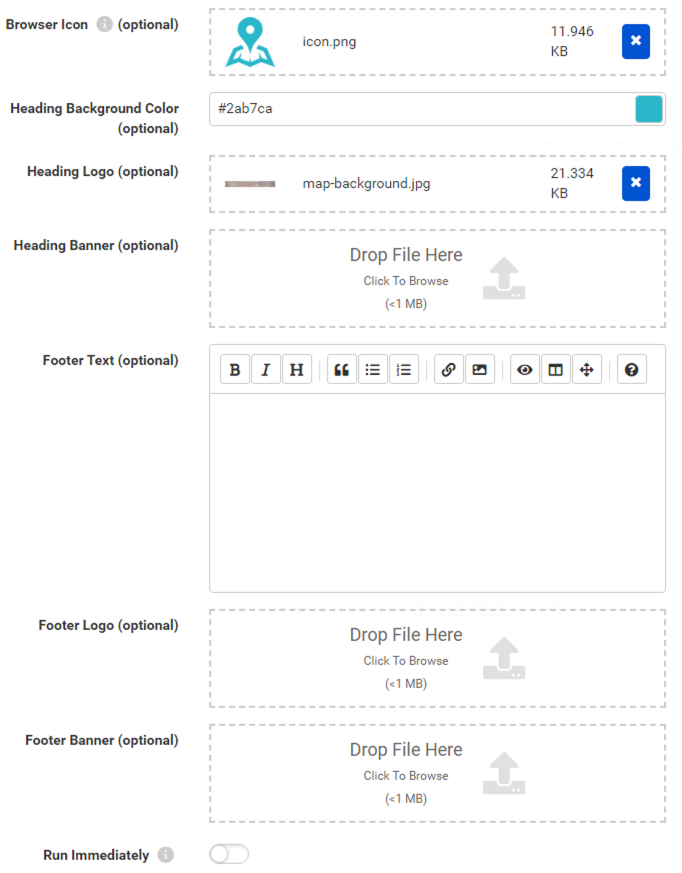 Browser Icon (optional)
icon.png
11.946
KB
Heading Background Color
(optional)
#2ab7ca
Heading Logo (optional)
map-background.jpg
21.334
KB
Heading Banner (optional)
Drop File Here
Click To Browse
(<1 MB)
Footer Text (optional)
B I H
Footer Logo (optional)
Drop File Here
Click To Browse
(<1 MB)
Footer Banner (optional)
Drop File Here
Click To Browse
(<1 MB)
Run Immediately